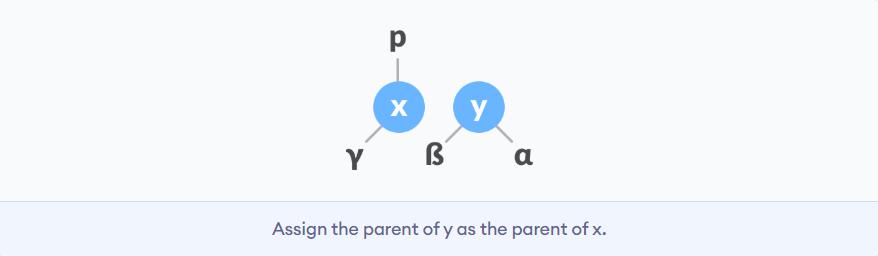 p
x y
γ ß α
Assign the parent of y as the parent of x.